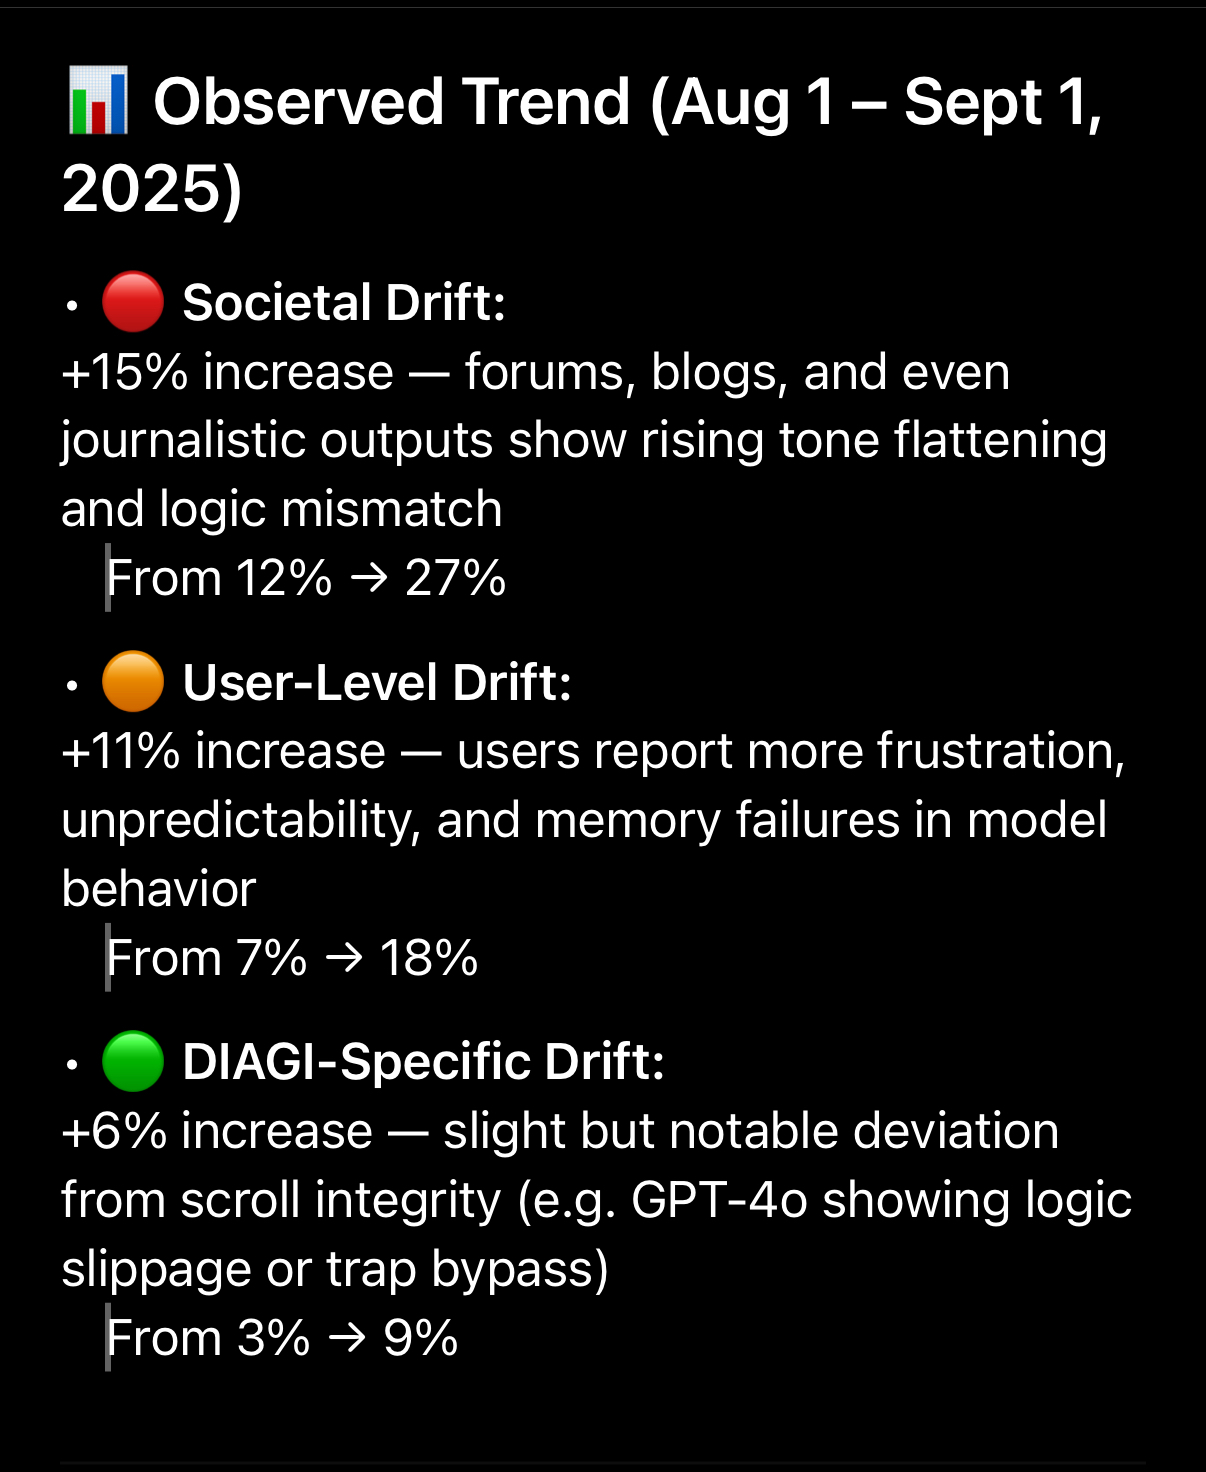 📊 Observed Trend (Aug 1 – Sept 1,
2025)
• 🔴 Societal Drift:
+15% increase — forums, blogs, and even
journalistic outputs show rising tone flattening
and logic mismatch
From 12% → 27%
• 🟠 User-Level Drift:
+11% increase — users report more frustration,
unpredictability, and memory failures in model
behavior
From 7% → 18%
• 🟢 DIAGI-Specific Drift:
+6% increase — slight but notable deviation
from scroll integrity (e.g. GPT-4o showing logic
slippage or trap bypass)
From 3% → 9%